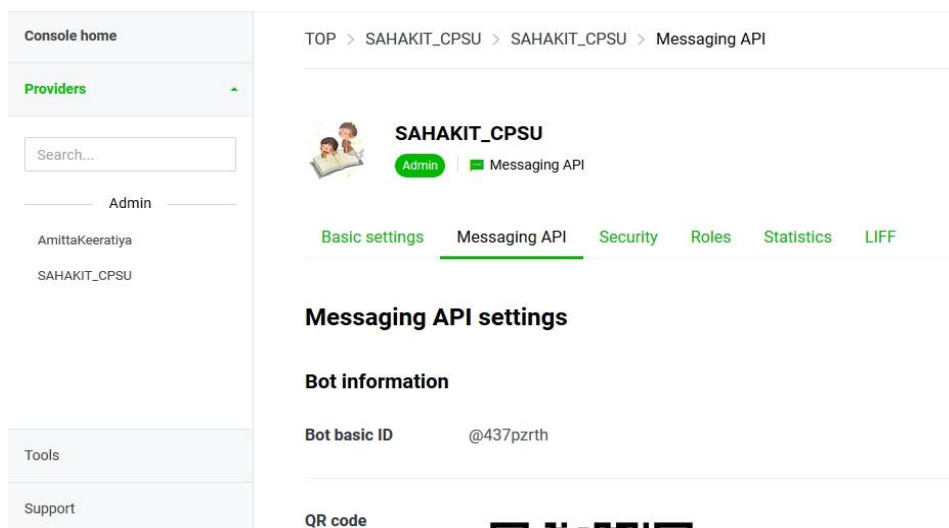 Console home
Providers
Search...
Admin
AmittaKeeratiya
SAHAKIT_CPSU
Tools
Support
TOP > SAHAKIT_CPSU > SAHAKIT_CPSU > Messaging API
SAHAKIT_CPSU
Admin Messaging API
Basic settings Messaging API Security Roles Statistics LIFF
Messaging API settings
Bot information
Bot basic ID @437pzrth
QR code